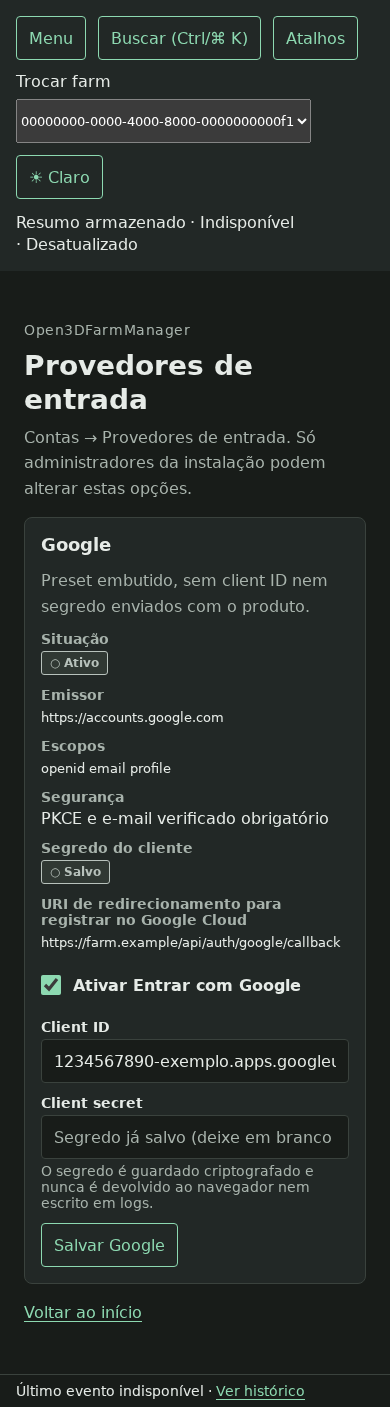 Menu
Buscar (Ctrl/⌘ K)
Atalhos
Trocar farm
00000000-0000-4000-8000-0000000000f1
☀ Claro
Resumo armazenado · Indisponível
· Desatualizado
Open3DFarmManager
Provedores de
entrada
Contas → Provedores de entrada. Só
administradores da instalação podem
alterar estas opções.
Google
Preset embutido, sem client ID nem
segredo enviados com o produto.
Situação
○ Ativo
Emissor
https://accounts.google.com
Escopos
openid email profile
Segurança
PKCE e e-mail verificado obrigatório
Segredo do cliente
○ Salvo
URI de redirecionamento para
registrar no Google Cloud
https://farm.example/api/auth/google/callback
Ativar Entrar com Google
Client ID
1234567890-exemplo.apps.googleu
Client secret
Segredo já salvo (deixe em branco
O segredo é guardado criptografado e
nunca é devolvido ao navegador nem
escrito em logs.
Salvar Google
Voltar ao início
Último evento indisponível · Ver histórico